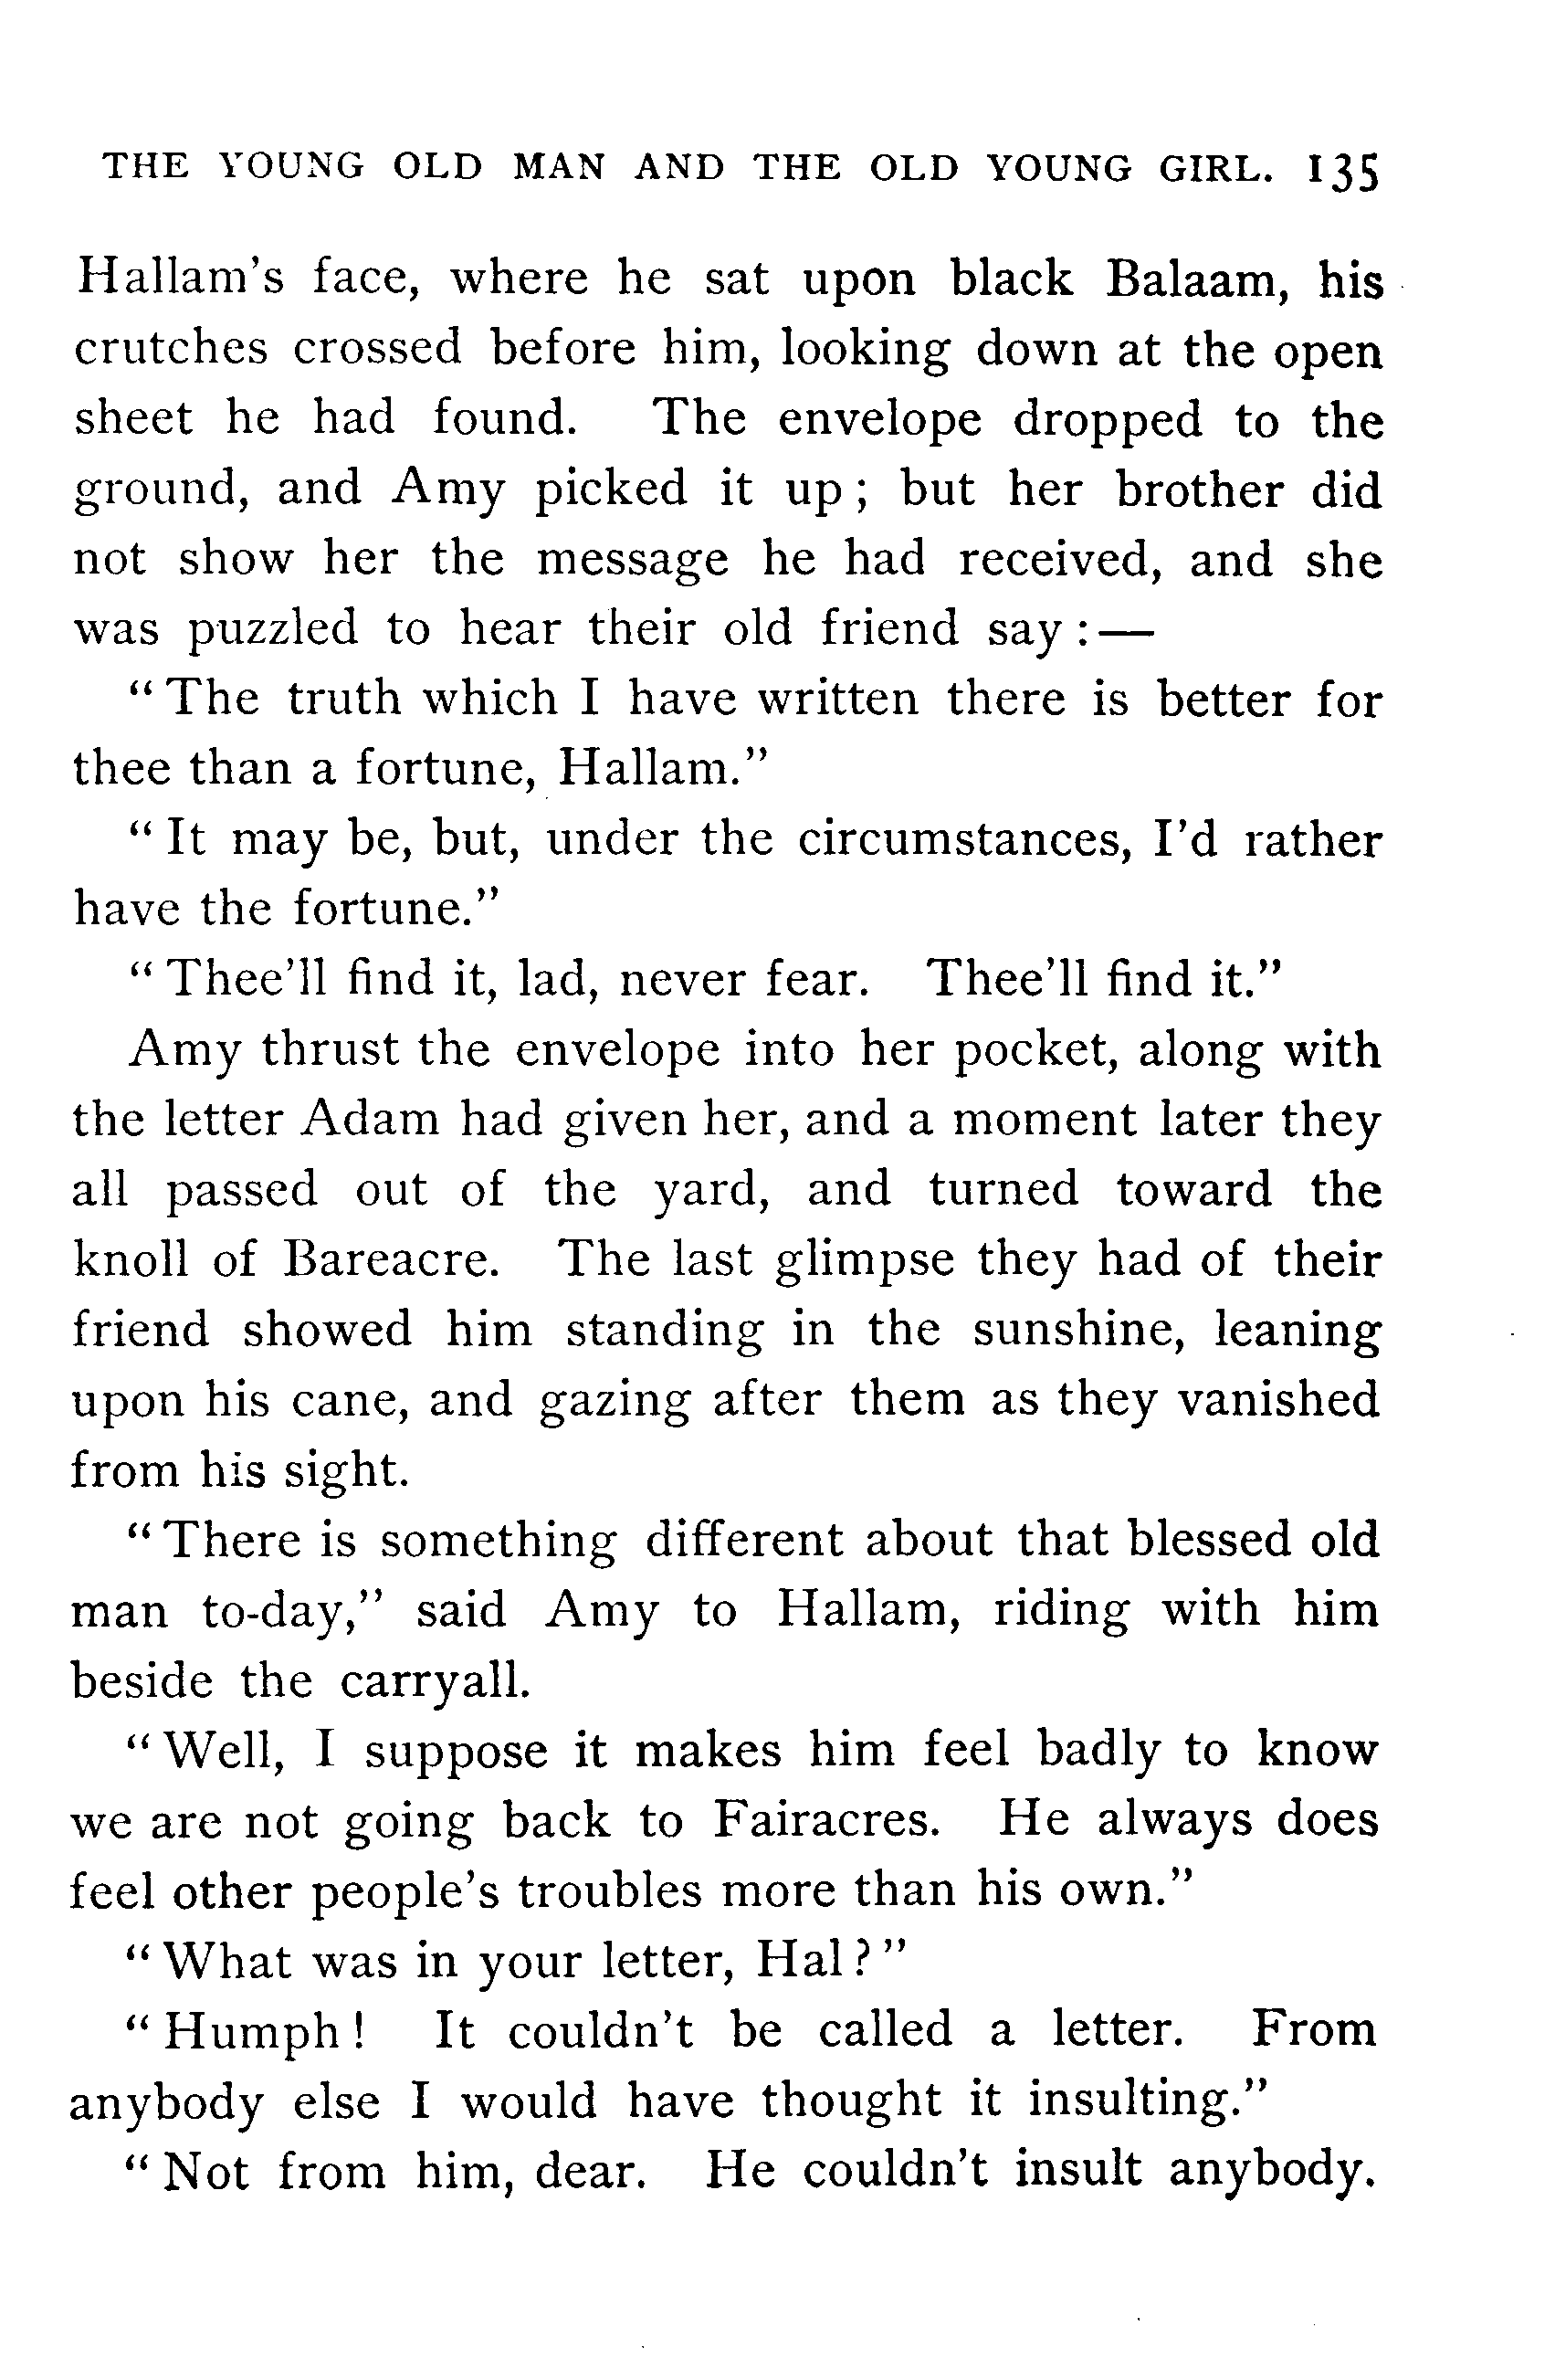 THE YOUNG OLD MAN AND THE OLD YOUNG GIRL. 135
Hallam's face, where he sat upon black Balaam, his
crutches crossed before him, looking down at the open
sheet he had found. The envelope dropped to the
ground, and Amy picked it up; but her brother did
not show her the message he had received, and she
was puzzled to hear their old friend say:—
"The truth which I have written there is better for
thee than a fortune, Hallam."
"It may be, but, under the circumstances, I'd rather
have the fortune."
"Thee'll find it, lad, never fear. Thee'll find it."
Amy thrust the envelope into her pocket, along with
the letter Adam had given her, and a moment later they
all passed out of the yard, and turned toward the
knoll of Bareacre. The last glimpse they had of their
friend showed him standing in the sunshine, leaning
upon his cane, and gazing after them as they vanished
from his sight.
"There is something different about that blessed old
man to-day," said Amy to Hallam, riding with him
beside the carryall.
"Well, I suppose it makes him feel badly to know
we are not going back to Fairacres. He always does
feel other people's troubles more than his own."
"What was in your letter, Hal?"
"Humph! It couldn't be called a letter. From
anybody else I would have thought it insulting."
"Not from him, dear. He couldn't insult anybody.